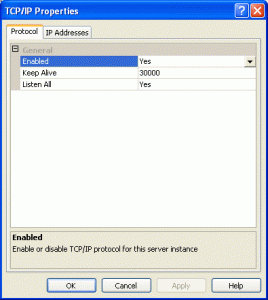 TCP/IP Properties
Protocol IP Addresses
General
Enabled Yes
Keep Alive 30000
Listen All Yes
Enabled
Enable or disable TCP/IP protocol for this server instance
OK Cancel Apply Help